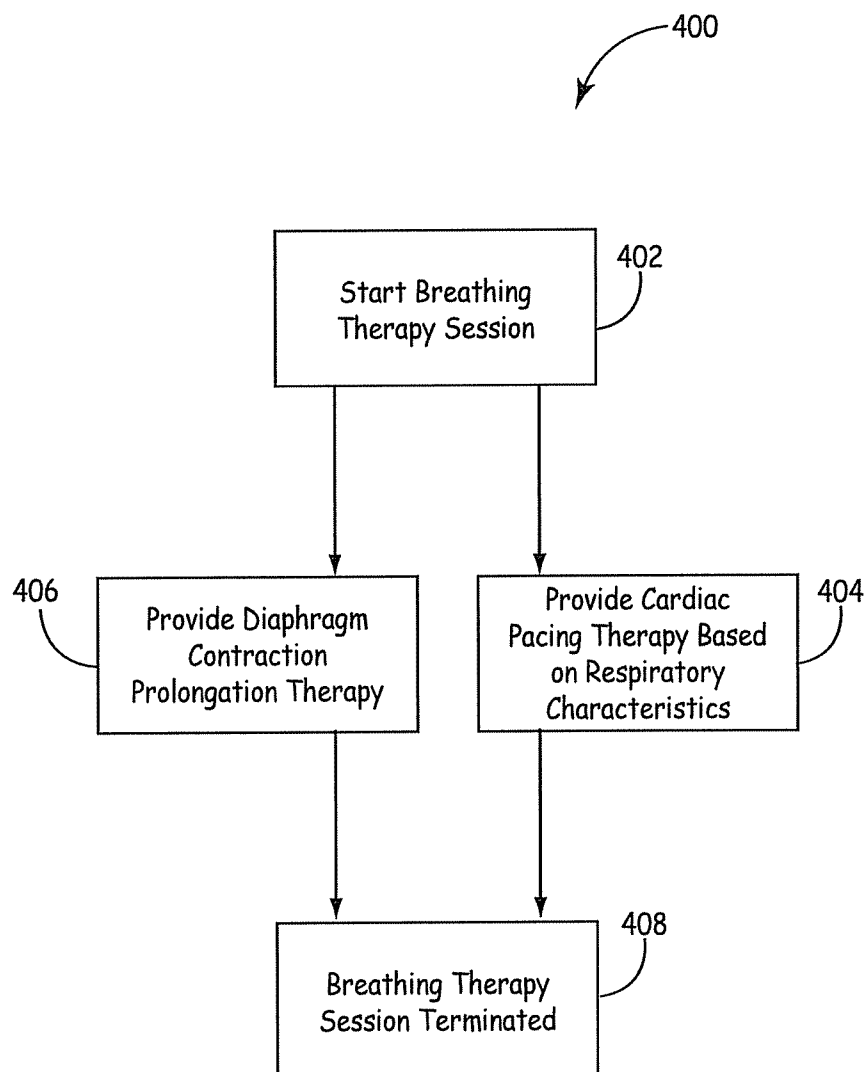 400
402
Start Breathing
Therapy Session
406
Provide Diaphragm
Contraction
Prolongation Therapy
404
Provide Cardiac
Pacing Therapy Based
on Respiratory
Characteristics
408
Breathing Therapy
Session Terminated